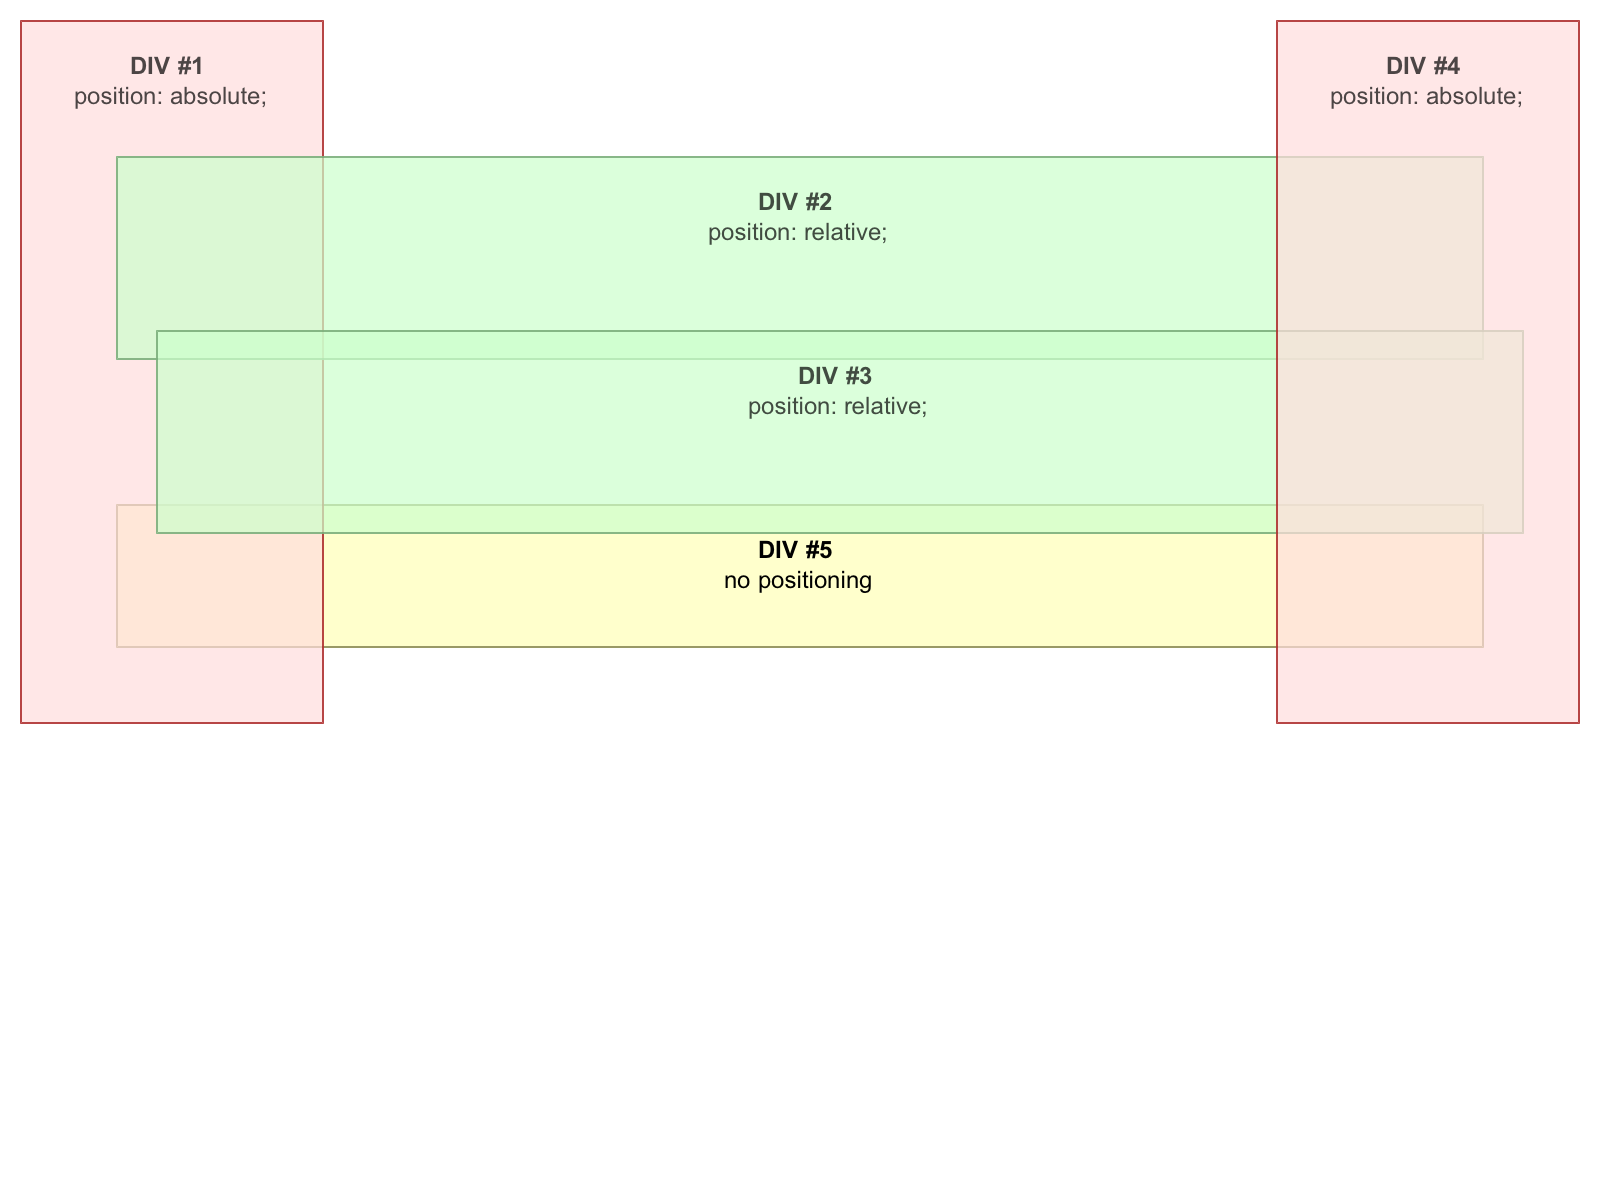 DIV #1
position: absolute;
DIV #4
position: absolute;
DIV #2
position: relative;
DIV #3
position: relative;
DIV #5
no positioning